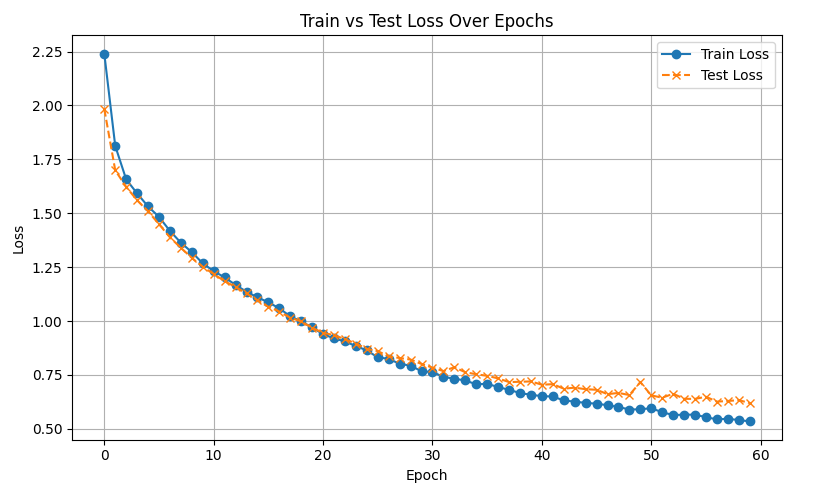 Train vs Test Loss Over Epochs
Train Loss
Test Loss
2.25
2.00
1.75
1.50
1.25
1.00
0.75
0.50
Loss
0 10 20 30 40 50 60
Epoch